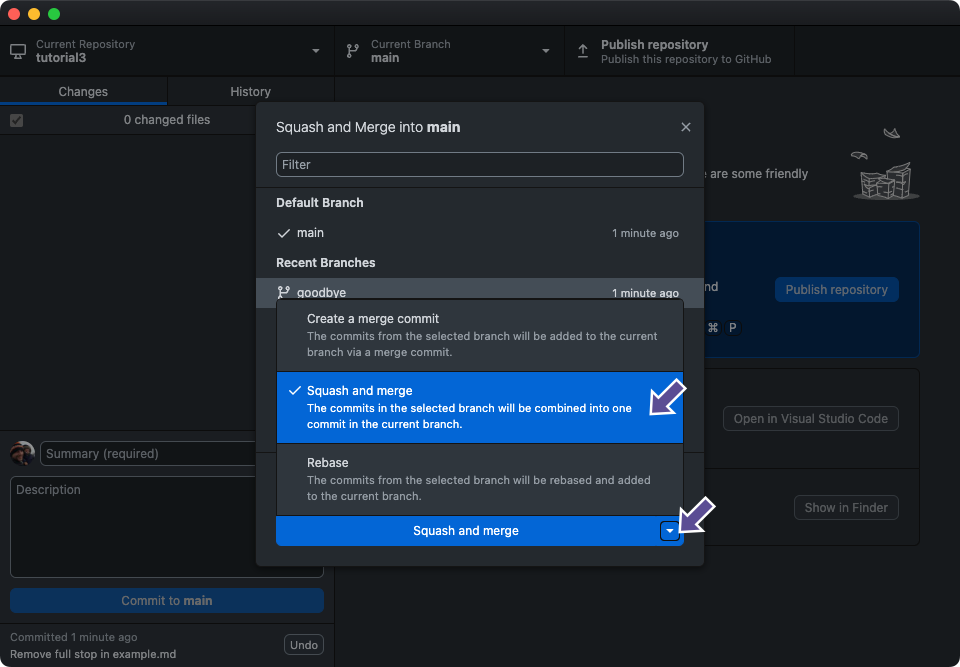 Current Repository
tutorial3
Current Branch
main
Publish repository
Publish this repository to GitHub
Changes
History
0 changed files
Squash and Merge into main
Filter
Default Branch
main
1 minute ago
Recent Branches
goodbye
1 minute ago
Create a merge commit
The commits from the selected branch will be added to the current
branch via a merge commit.
Squash and merge
The commits in the selected branch will be combined into one
commit in the current branch.
Rebase
The commits from the selected branch will be rebased and added
to the current branch.
Squash and merge
are some friendly
nd
Publish repository
⌘ P
Open in Visual Studio Code
Show in Finder
Summary (required)
Description
Commit to main
Committed 1 minute ago
Remove full stop in example.md
Undo